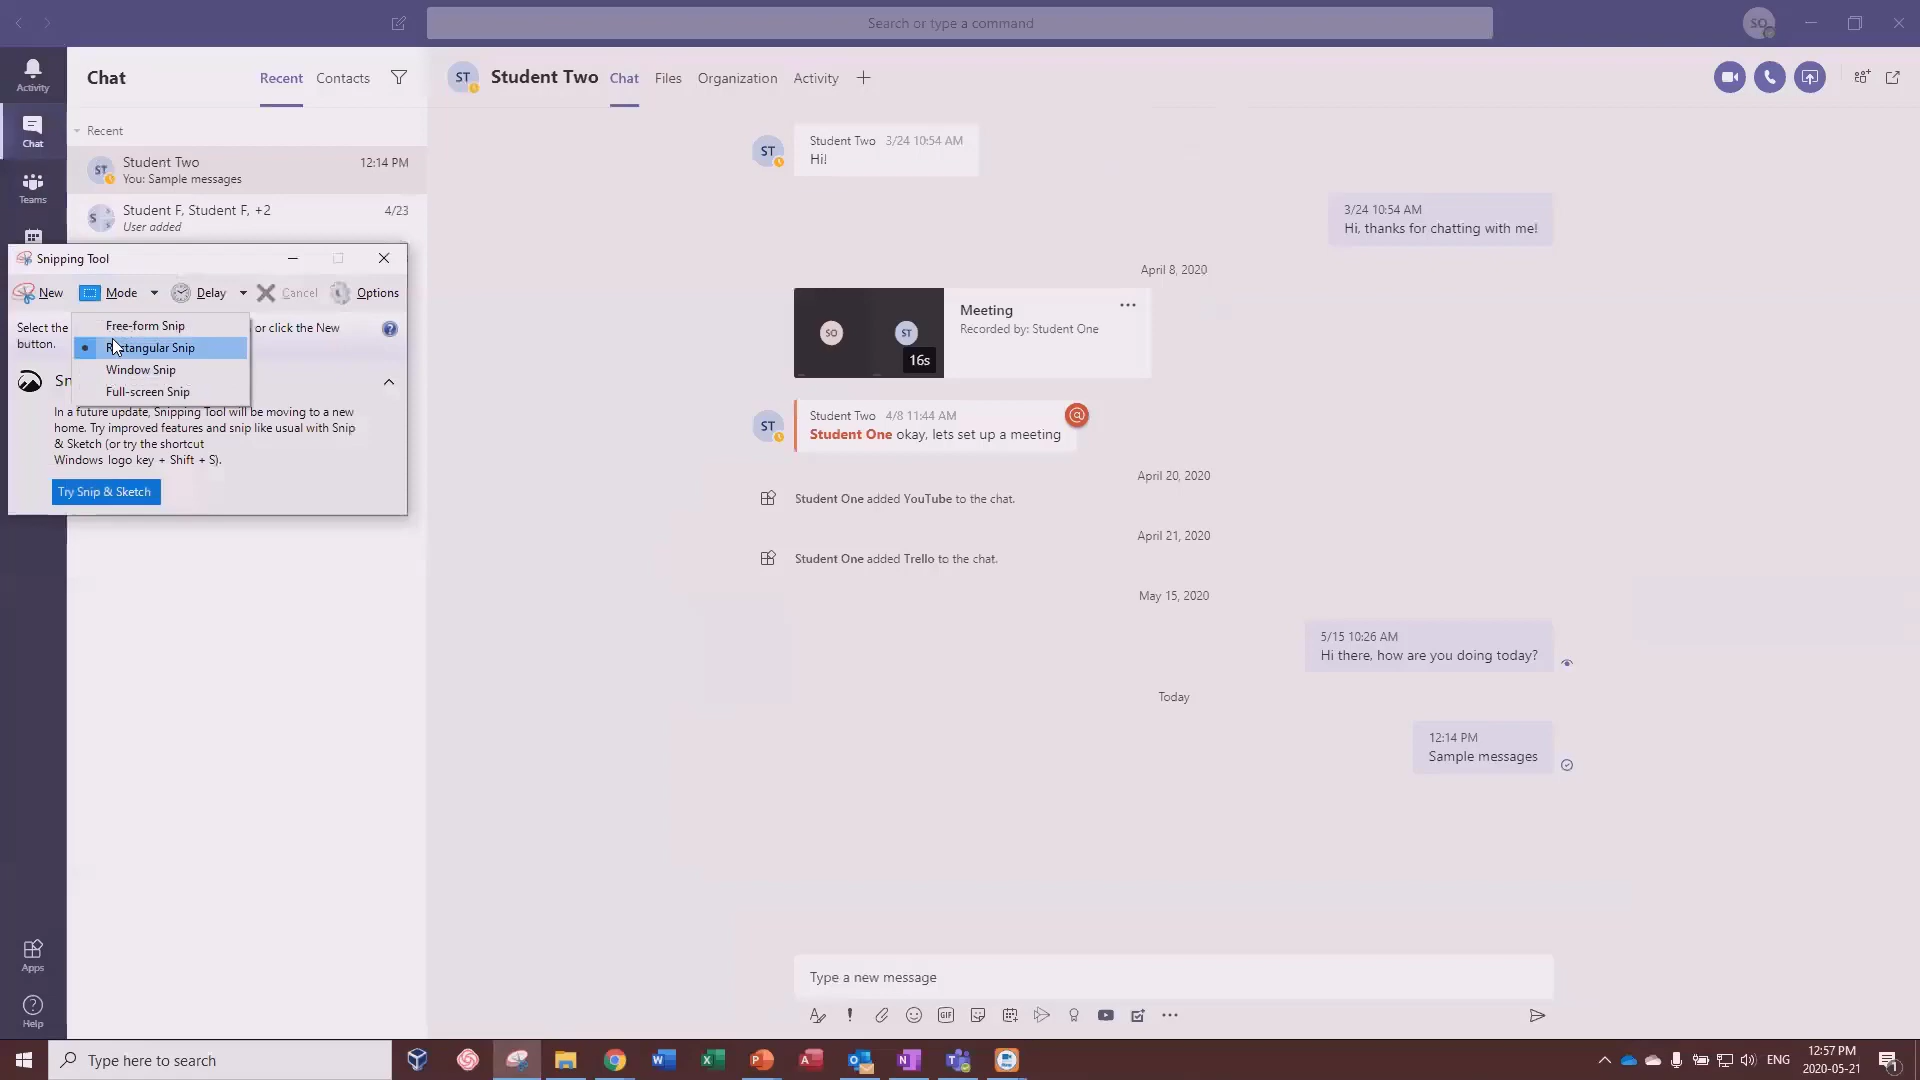 Search or type a command
SO
Activity
Chat
Teams
Apps
Help
Chat
Recent
Contacts
Recent
ST
Student Two
12:14 PM
You: Sample messages
S
Student F, Student F, +2
4/23
User added
Snipping Tool
New
Mode
Delay
Cancel
Options
Select the
or click the New
button.
Free-form Snip
Rectangular Snip
Window Snip
Full-screen Snip
Sn
In a future update, Snipping Tool will be moving to a new
home. Try improved features and snip like usual with Snip
& Sketch (or try the shortcut
Windows logo key + Shift + S).
Try Snip & Sketch
ST
Student Two
Chat
Files
Organization
Activity
ST
Student Two 3/24 10:54 AM
Hi!
3/24 10:54 AM
Hi, thanks for chatting with me!
April 8, 2020
SO
ST
16s
Meeting
Recorded by: Student One
ST
Student Two 4/8 11:44 AM
Student One okay, lets set up a meeting
April 20, 2020
Student One added YouTube to the chat.
April 21, 2020
Student One added Trello to the chat.
May 15, 2020
5/15 10:26 AM
Hi there, how are you doing today?
Today
12:14 PM
Sample messages
Type a new message
GIF
Type here to search
ENG
12:57 PM
2020-05-21
1